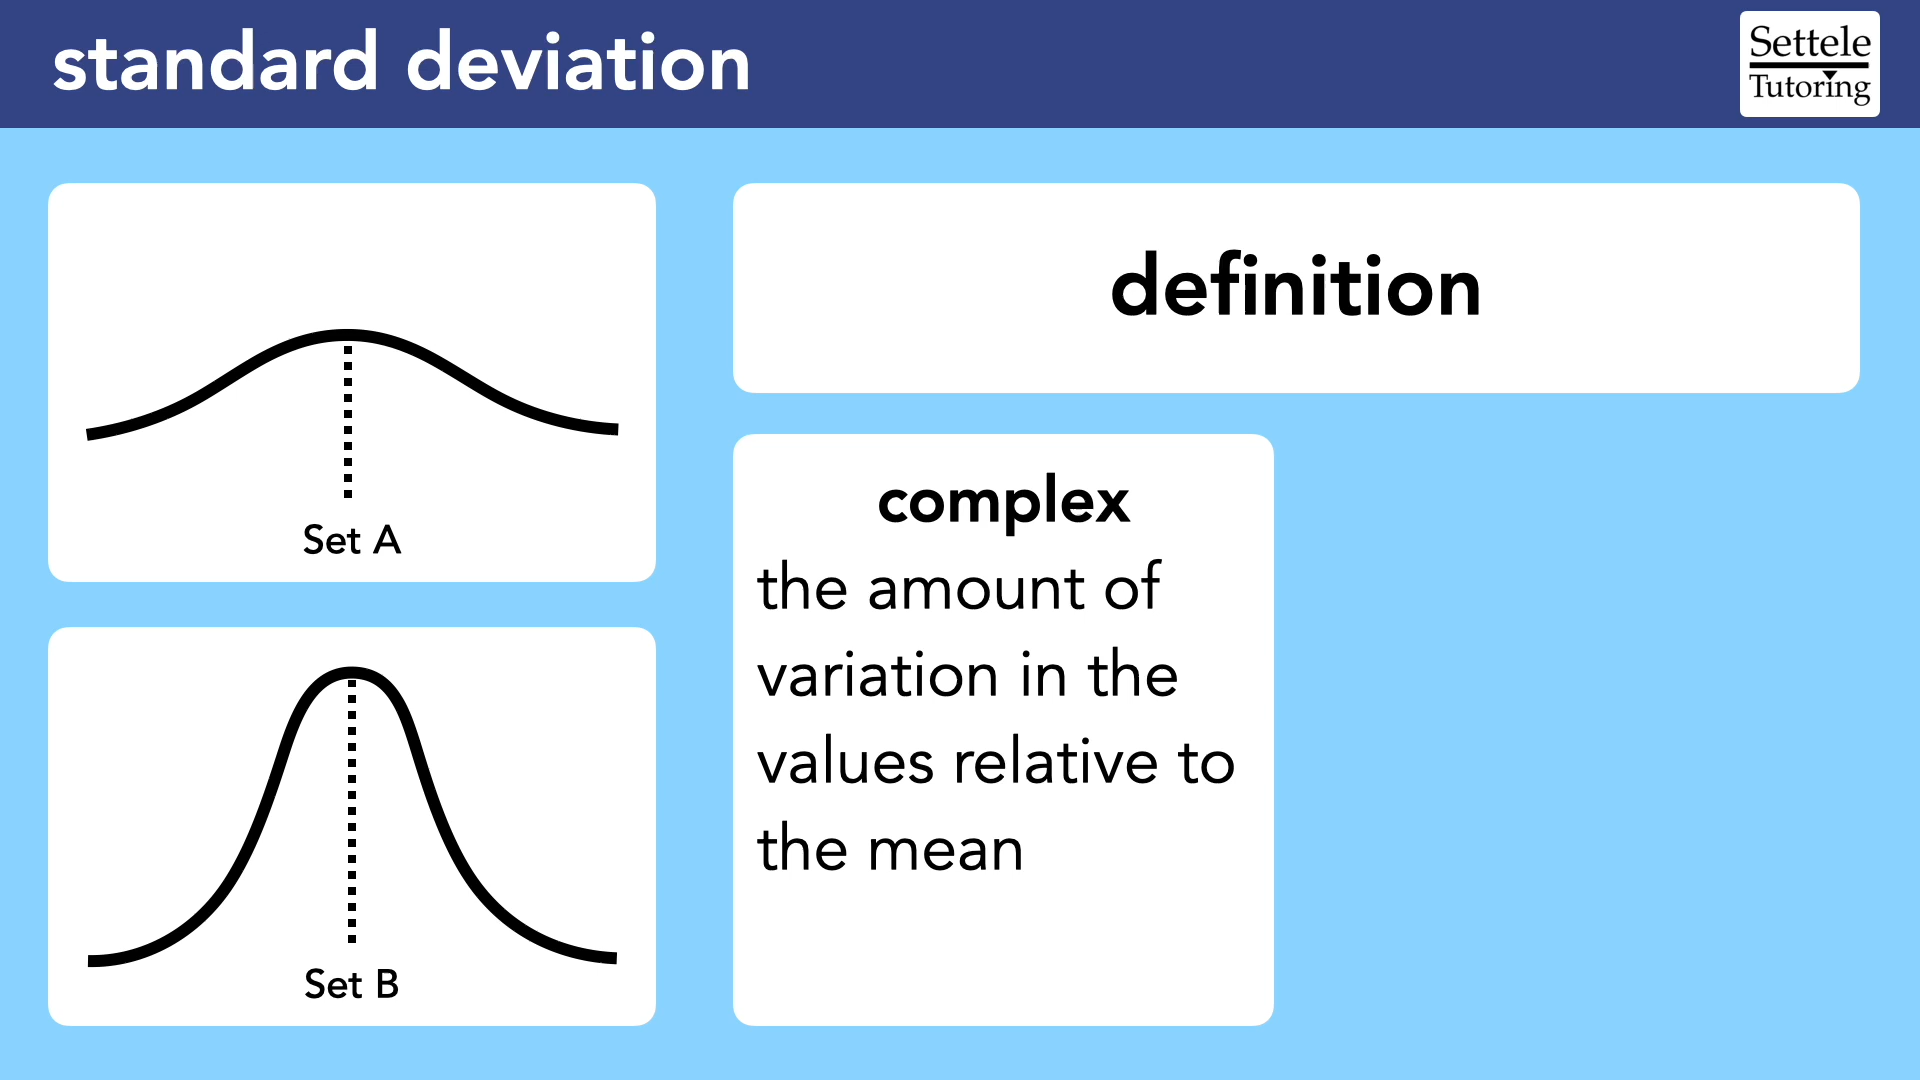 standard deviation
Settele
Tutoring
Set A
Set B
definition
complex
the amount of
variation in the
values relative to
the mean